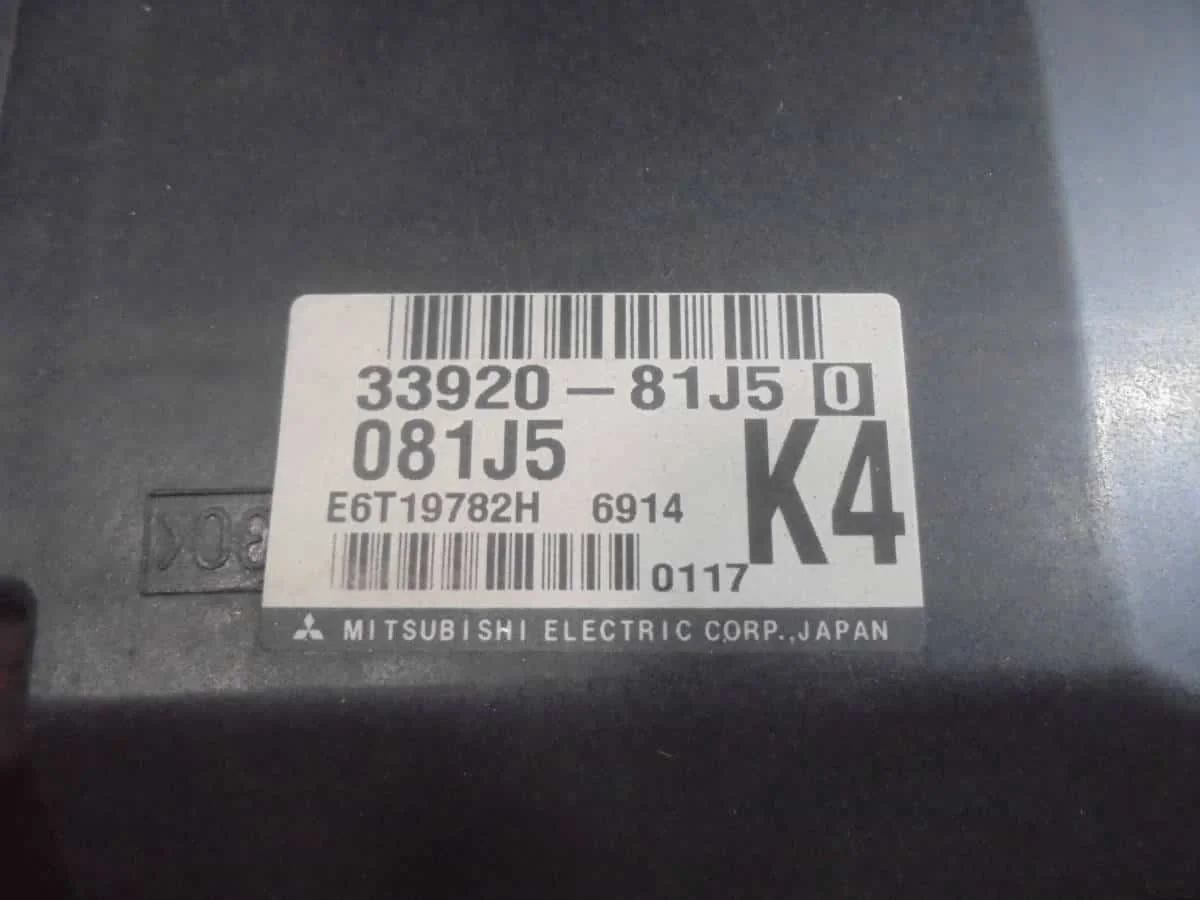 33920-81J5 0
081J5
K4
E6T19782H 6914
0117
MITSUBISHI ELECTRIC CORP.,JAPAN